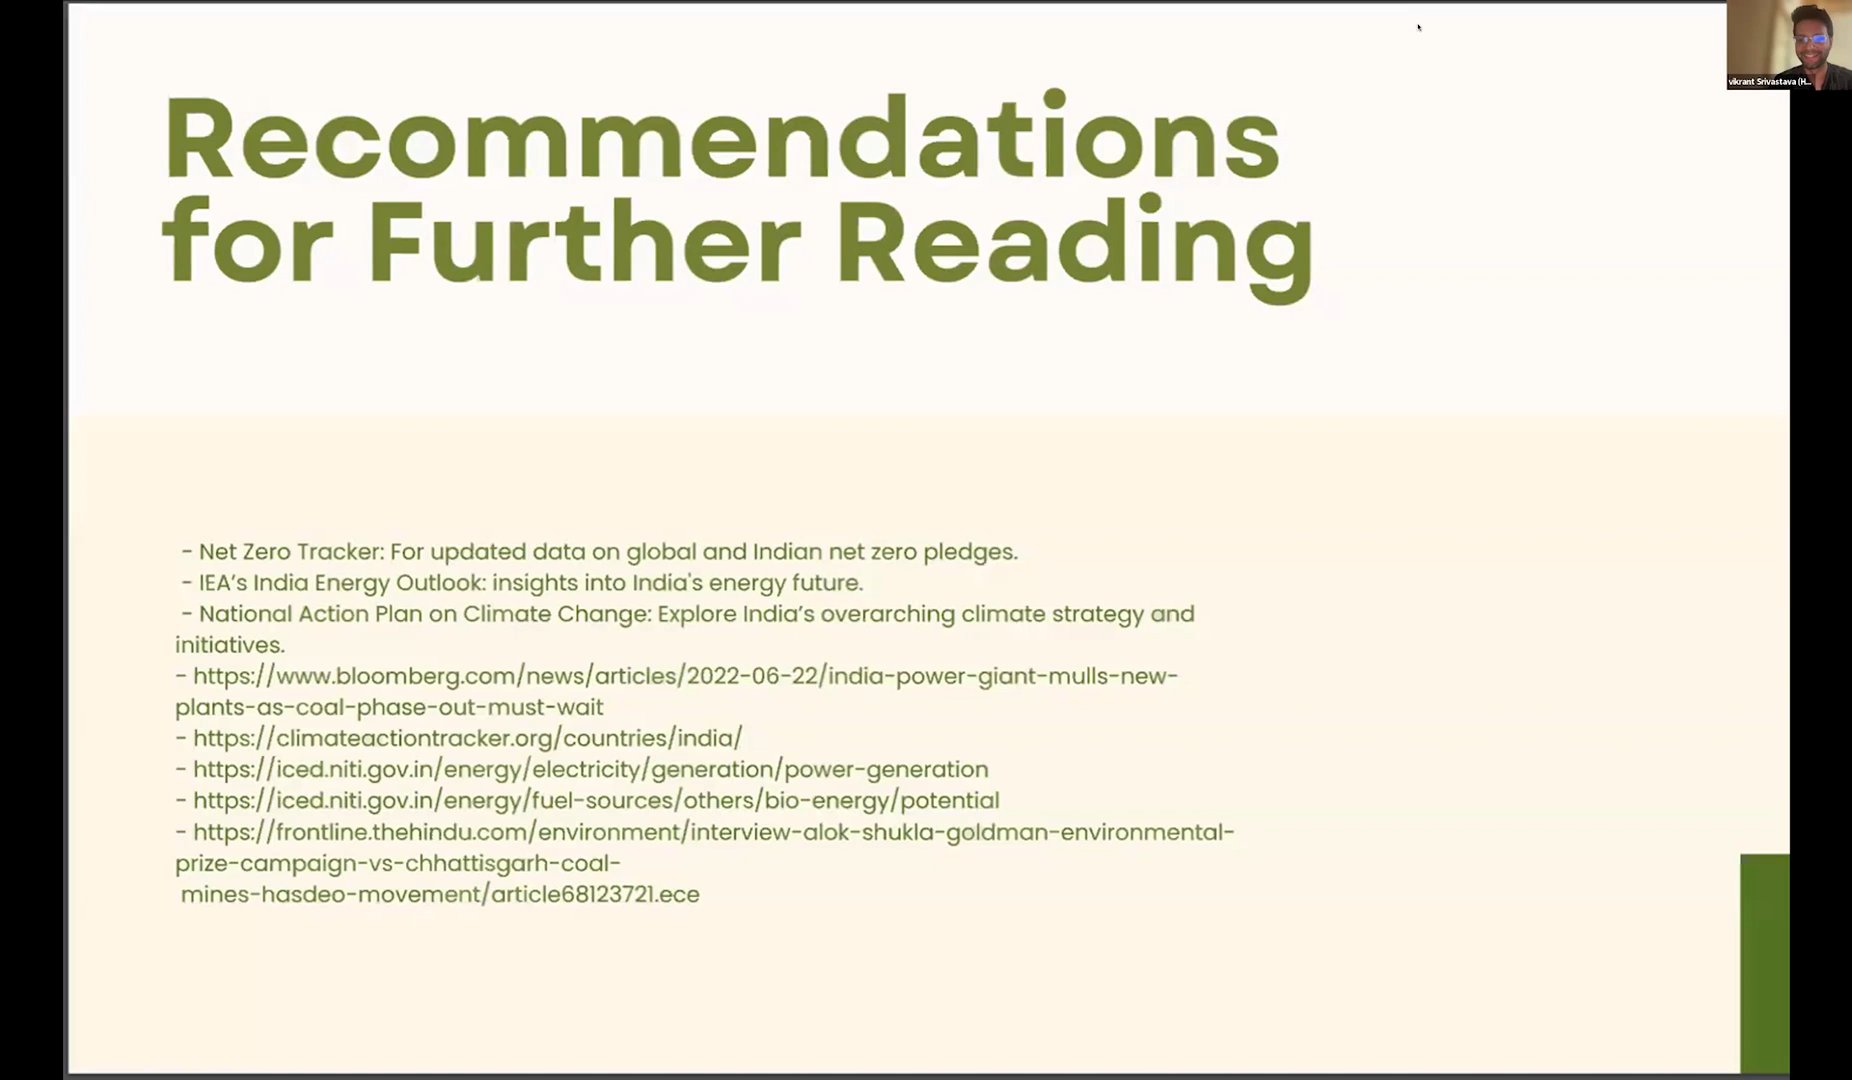 Recommendations
for Further Reading
vikrant Srivastava (H...
- Net Zero Tracker: For updated data on global and Indian net zero pledges.
- IEA’s India Energy Outlook: insights into India's energy future.
- National Action Plan on Climate Change: Explore India’s overarching climate strategy and
initiatives.
- https://www.bloomberg.com/news/articles/2022-06-22/india-power-giant-mulls-new-
plants-as-coal-phase-out-must-wait
- https://climateactiontracker.org/countries/india/
- https://iced.niti.gov.in/energy/electricity/generation/power-generation
- https://iced.niti.gov.in/energy/fuel-sources/others/bio-energy/potential
- https://frontline.thehindu.com/environment/interview-alok-shukla-goldman-environmental-
prize-campaign-vs-chhattisgarh-coal-
mines-hasdeo-movement/article68123721.ece